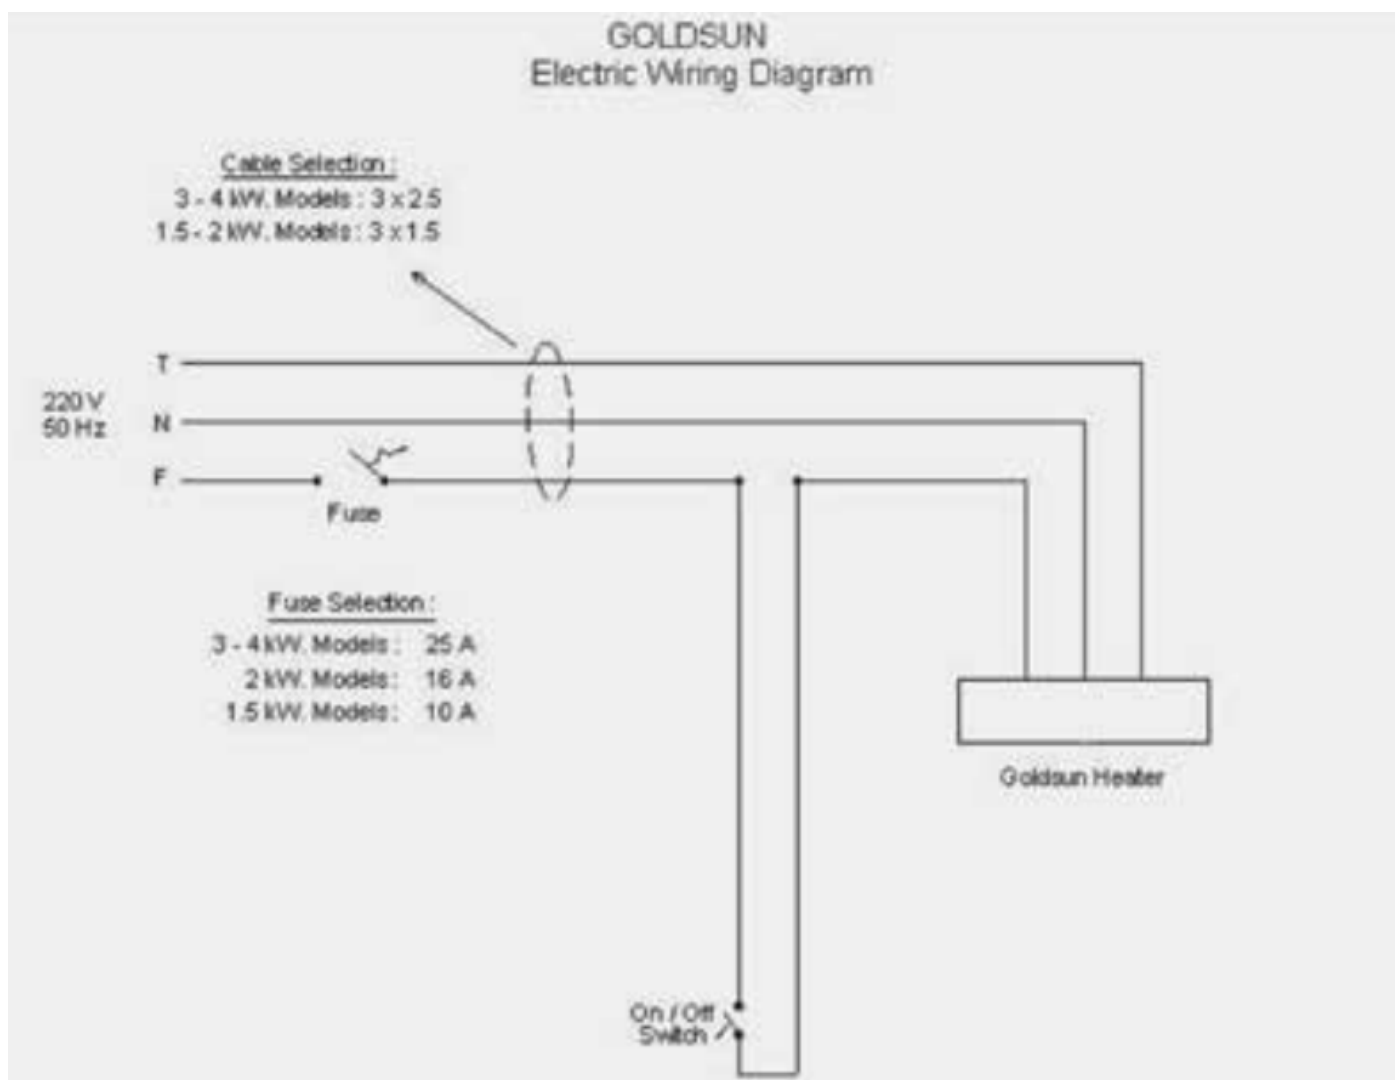 GOLDSUN
Electric Wiring Diagram
Cable Selection :
3 - 4 kW. Models : 3 x 2.5
1.5 - 2 kW. Models : 3 x 1.5
T
220 V
50 Hz
N
F
Fuse
Fuse Selection :
3 - 4 kW. Models : 25 A
2 kW. Models : 16 A
1.5 kW. Models : 10 A
Goldsun Heater
On / Off
Switch